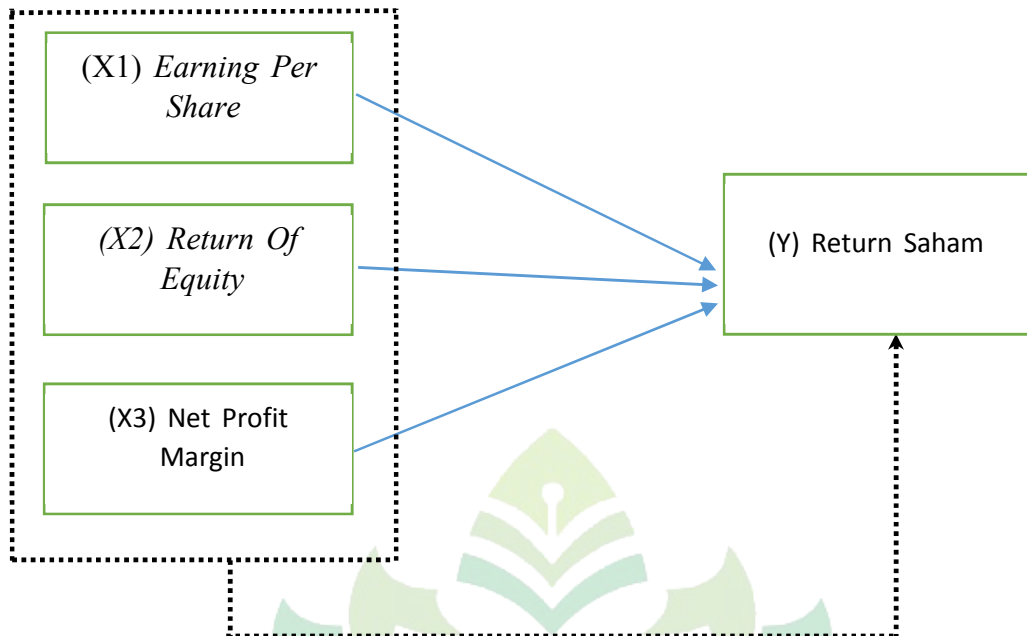 (X1) Earning Per
Share
(X2) Return Of
Equity
(X3) Net Profit
Margin
(Y) Return Saham